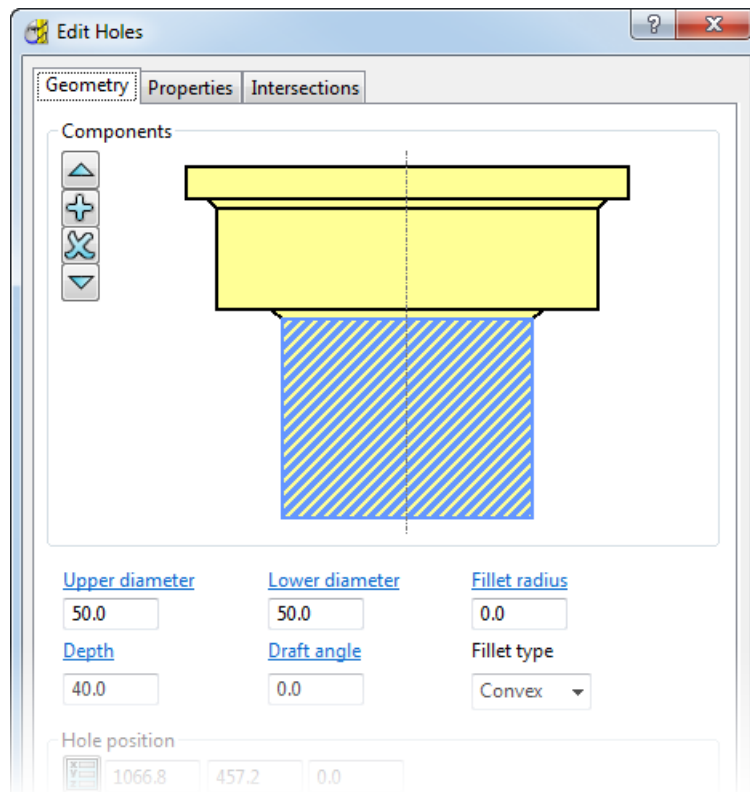 Edit Holes
Geometry Properties Intersections
Components
Upper diameter Lower diameter Fillet radius
50.0 50.0 0.0
Depth Draft angle Fillet type
40.0 0.0 Convex
Hole position
1066.8 457.2 0.0